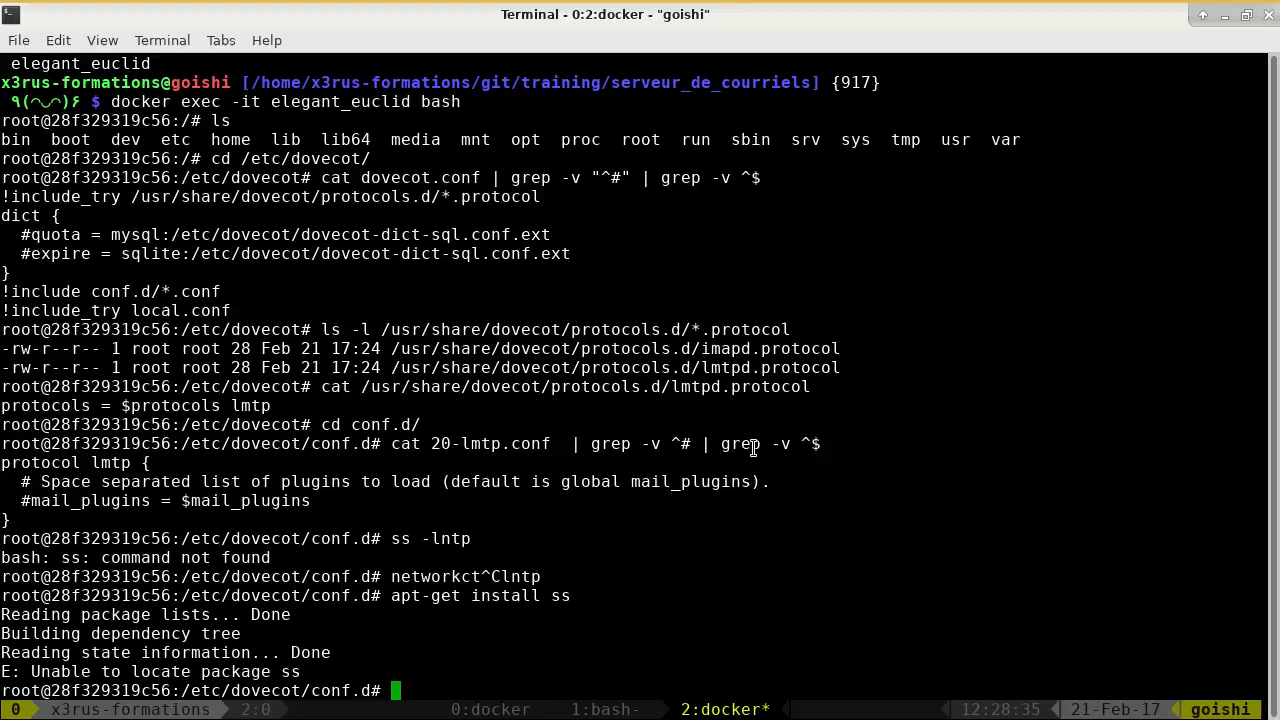 Terminal - 0:2:docker - "goishi"
File Edit View Terminal Tabs Help
elegant_euclid
x3rus-formations@goishi [/home/x3rus-formations/git/training/serveur_de_courriels] {917}
٩(◠◡◠)۶ $ docker exec -it elegant_euclid bash
root@28f329319c56:/# ls
bin  boot  dev  etc  home  lib  lib64  media  mnt  opt  proc  root  run  sbin  srv  sys  tmp  usr  var
root@28f329319c56:/# cd /etc/dovecot/
root@28f329319c56:/etc/dovecot# cat dovecot.conf | grep -v "^#" | grep -v ^$
!include_try /usr/share/dovecot/protocols.d/*.protocol
dict {
  #quota = mysql:/etc/dovecot/dovecot-dict-sql.conf.ext
  #expire = sqlite:/etc/dovecot/dovecot-dict-sql.conf.ext
}
!include conf.d/*.conf
!include_try local.conf
root@28f329319c56:/etc/dovecot# ls -l /usr/share/dovecot/protocols.d/*.protocol
-rw-r--r-- 1 root root 28 Feb 21 17:24 /usr/share/dovecot/protocols.d/imapd.protocol
-rw-r--r-- 1 root root 28 Feb 21 17:24 /usr/share/dovecot/protocols.d/lmtpd.protocol
root@28f329319c56:/etc/dovecot# cat /usr/share/dovecot/protocols.d/lmtpd.protocol
protocols = $protocols lmtp
root@28f329319c56:/etc/dovecot# cd conf.d/
root@28f329319c56:/etc/dovecot/conf.d# cat 20-lmtp.conf  | grep -v ^# | grep -v ^$
protocol lmtp {
  # Space separated list of plugins to load (default is global mail_plugins).
  #mail_plugins = $mail_plugins
}
root@28f329319c56:/etc/dovecot/conf.d# ss -lntp
bash: ss: command not found
root@28f329319c56:/etc/dovecot/conf.d# networkct^Clntp
root@28f329319c56:/etc/dovecot/conf.d# apt-get install ss
Reading package lists... Done
Building dependency tree
Reading state information... Done
E: Unable to locate package ss
root@28f329319c56:/etc/dovecot/conf.d#
0 x3rus-formations 2:0 0:docker 1:bash- 2:docker* 12:28:35 21-Feb-17 goishi